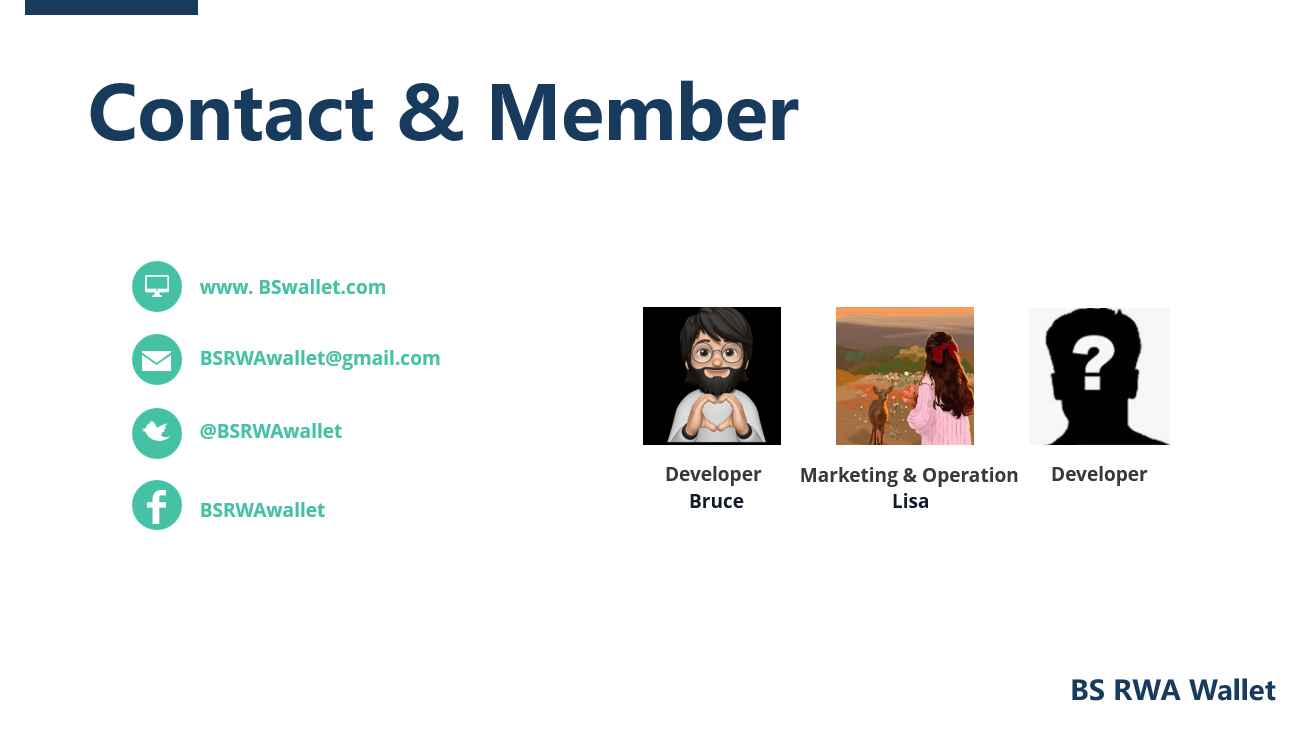 Contact & Member
www. BSwallet.com
BSRWAwallet@gmail.com
@BSRWAwallet
BSRWAwallet
?
Developer
Bruce
Marketing & Operation
Lisa
Developer
BS RWA Wallet